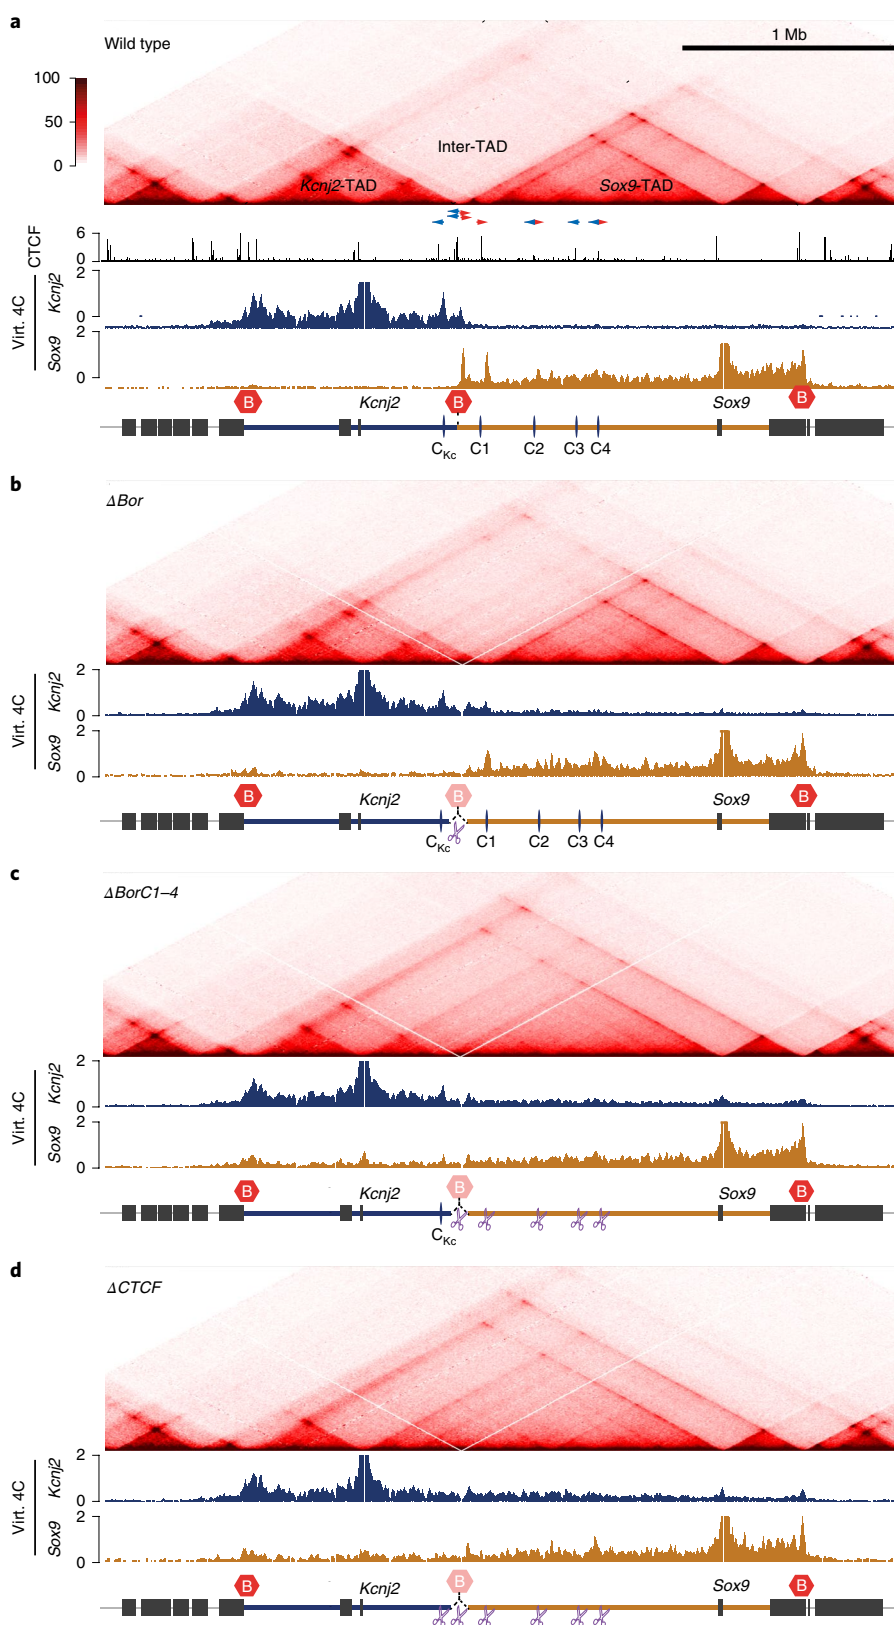 a
Wild type
1 Mb
100
50
0
Inter-TAD
Kcnj2-TAD
Sox9-TAD
CTCF
6
0
Virt. 4C
Kcnj2
2
0
Sox9
2
0
B
Kcnj2
B
Sox9
B
CKc
C1
C2
C3
C4
b
ΔBor
Virt. 4C
Kcnj2
2
0
Sox9
2
0
B
Kcnj2
B
Sox9
B
CKc
C1
C2
C3
C4
c
ΔBorC1–4
Virt. 4C
Kcnj2
2
0
Sox9
2
0
B
Kcnj2
B
Sox9
B
CKc
d
ΔCTCF
Virt. 4C
Kcnj2
2
0
Sox9
2
0
B
Kcnj2
B
Sox9
B